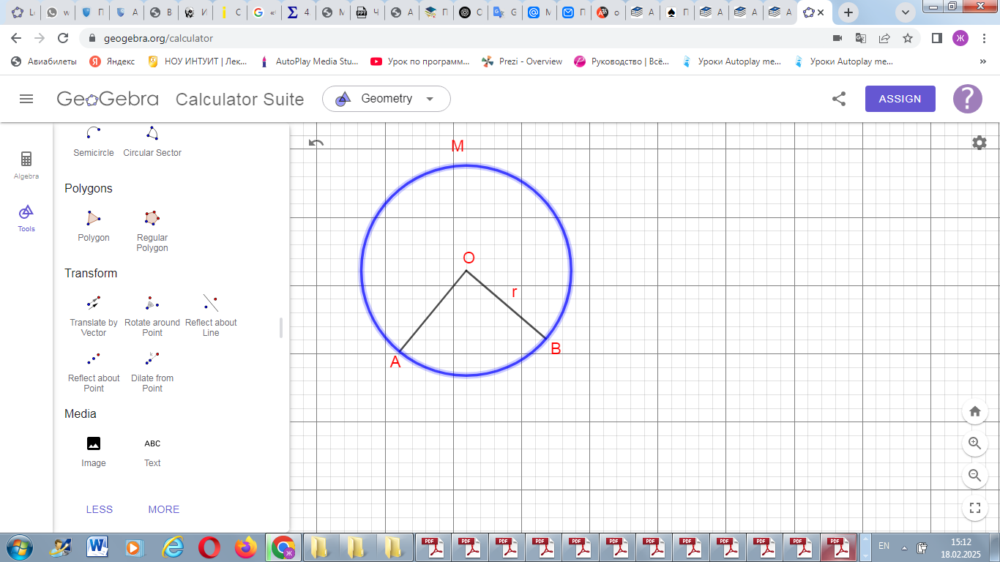 geogebra.org/calculator
Ж
Авиабилеты
Яндекс
НОУ ИНТУИТ | Лек...
AutoPlay Media Stu...
Урок по программ...
Prezi - Overview
Руководство | Всё...
Уроки Autoplay me...
Уроки Autoplay me...
»
GeoGebra
Calculator Suite
Geometry
ASSIGN
?
Algebra
Tools
Semicircle
Circular Sector
Polygons
Polygon
Regular Polygon
Transform
Translate by Vector
Rotate around Point
Reflect about Line
Reflect about Point
Dilate from Point
Media
Image
ABC
Text
LESS
MORE
M
O
r
A
B
EN
15:12
18.02.2025